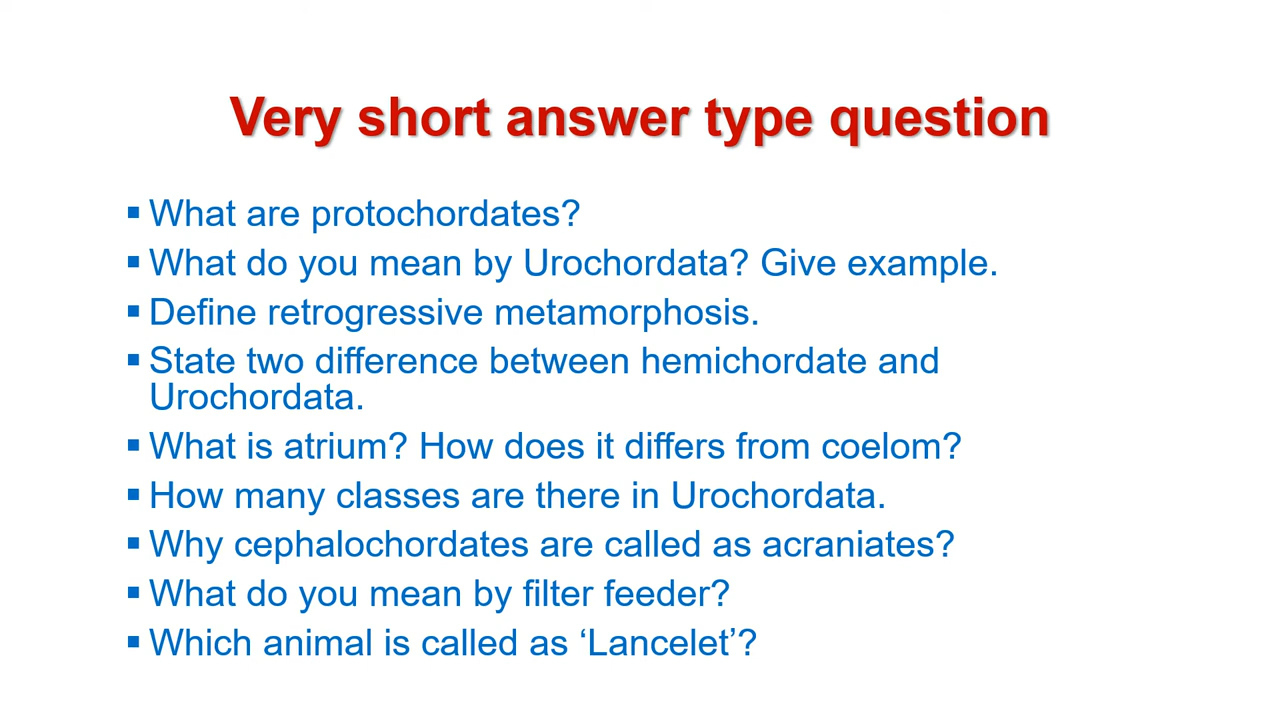 Very short answer type question
▪ What are protochordates?
▪ What do you mean by Urochordata? Give example.
▪ Define retrogressive metamorphosis.
▪ State two difference between hemichordate and
Urochordata.
▪ What is atrium? How does it differs from coelom?
▪ How many classes are there in Urochordata.
▪ Why cephalochordates are called as acraniates?
▪ What do you mean by filter feeder?
▪ Which animal is called as ‘Lancelet’?